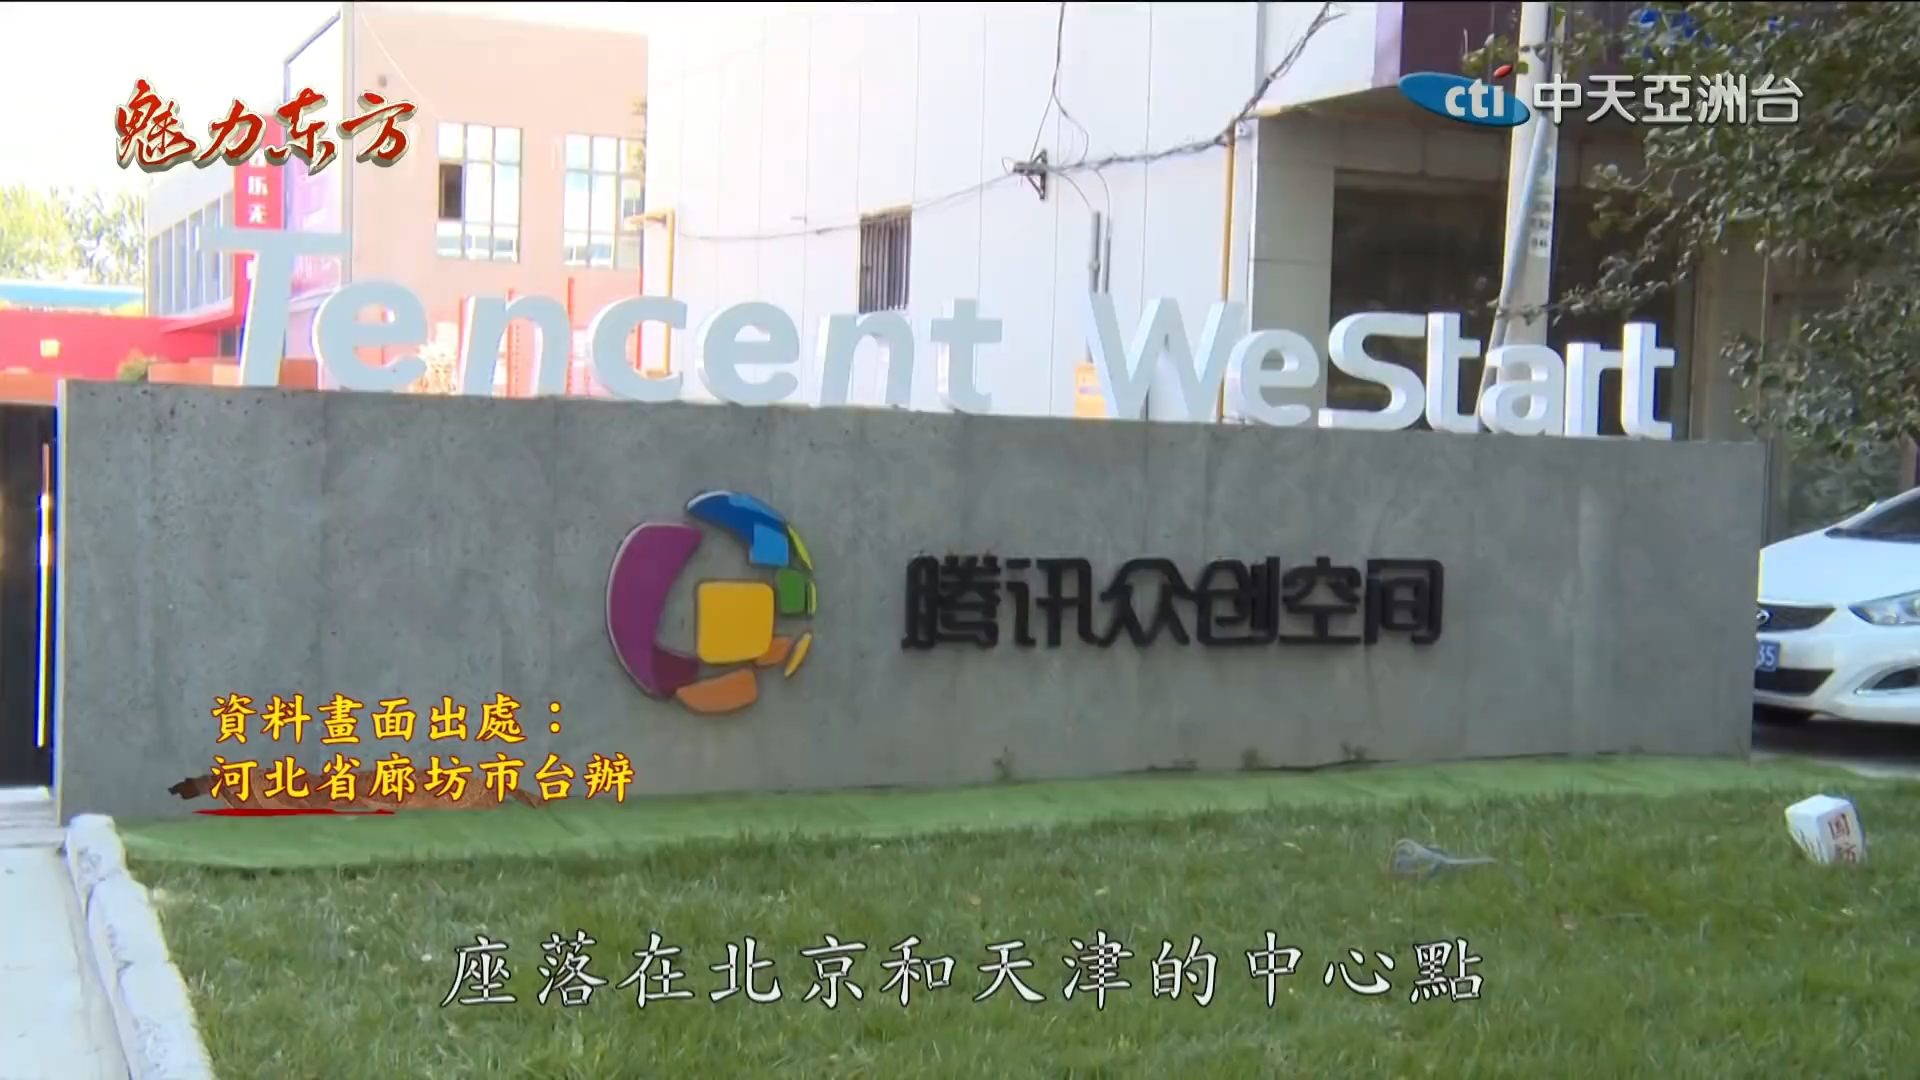 魅力东方
cti 中天亞洲台
Tencent WeStart
腾讯众创空间
資料畫面出處：
河北省廊坊市台辦
座落在北京和天津的中心點